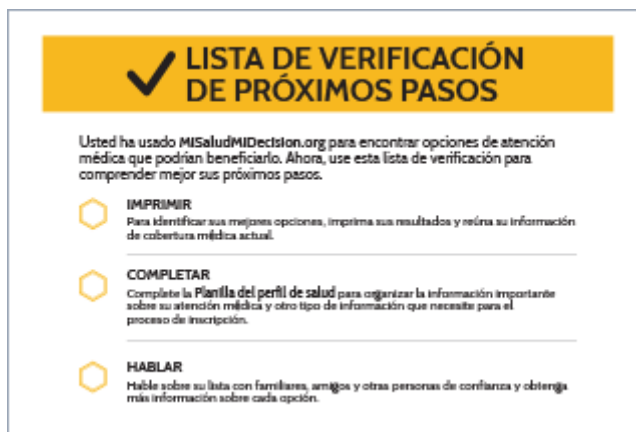 LISTA DE VERIFICACIÓN
DE PRÓXIMOS PASOS
Usted ha usado MISaludMIDecisIon.org para encontrar opciones de atención
médica que podrían beneficiarlo. Ahora, use esta lista de verificación para
comprender mejor sus próximos pasos.
IMPRIMIR
Para identificar sus mejores opciones, imprima sus resultados y reúna su información
de cobertura médica actual.
COMPLETAR
Complete la Planilla del perfil de salud para organizar la información importante
sobre su atención médica y otro tipo de información que necesite para el
proceso de inscripción.
HABLAR
Hable sobre su lista con familiares, amigos y otras personas de confianza y obtenga
más información sobre cada opción.